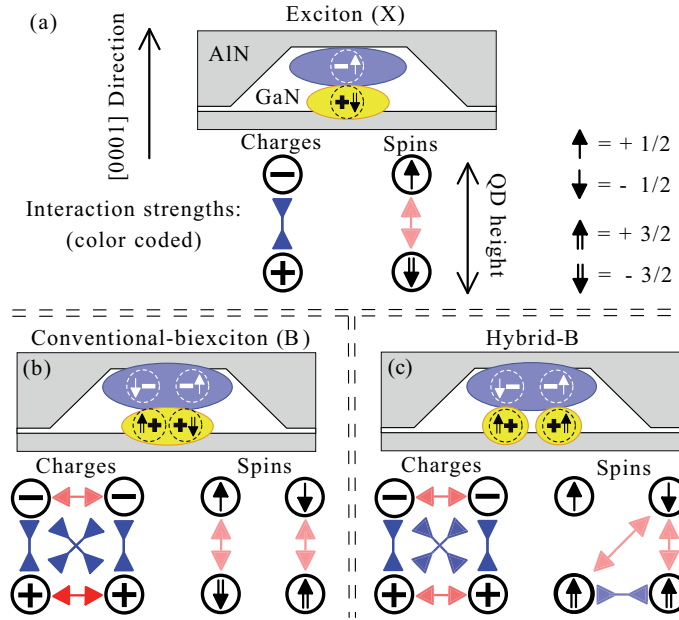 (a)
Exciton (X)
[0001] Direction
AlN
GaN
Charges
Spins
Interaction strengths:
(color coded)
QD height
= + 1/2
= - 1/2
= + 3/2
= - 3/2
Conventional-biexciton (B)
(b)
Charges
Spins
Hybrid-B
(c)
Charges
Spins